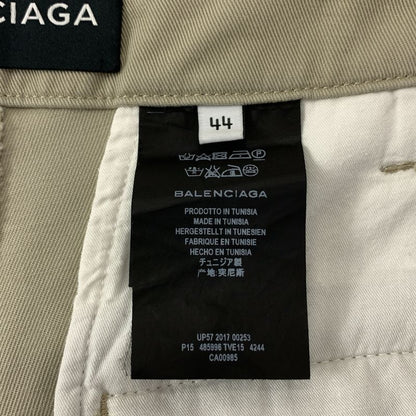 CIAGA
44
BALENCIAGA
PRODOTTO IN TUNISIA
MADE IN TUNISIA
HERGESTELLT IN TUNESIEN
FABRIQUE EN TUNISIE
HECHO EN TUNISIA
チュニジア製
产地:突尼斯
UP57 2017 00253
P15 485996 TVE15 4244
CA00985